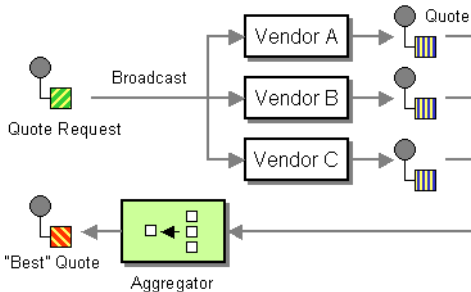 Vendor A
Quote
Broadcast
Vendor B
Quote Request
Vendor C
"Best" Quote
Aggregator